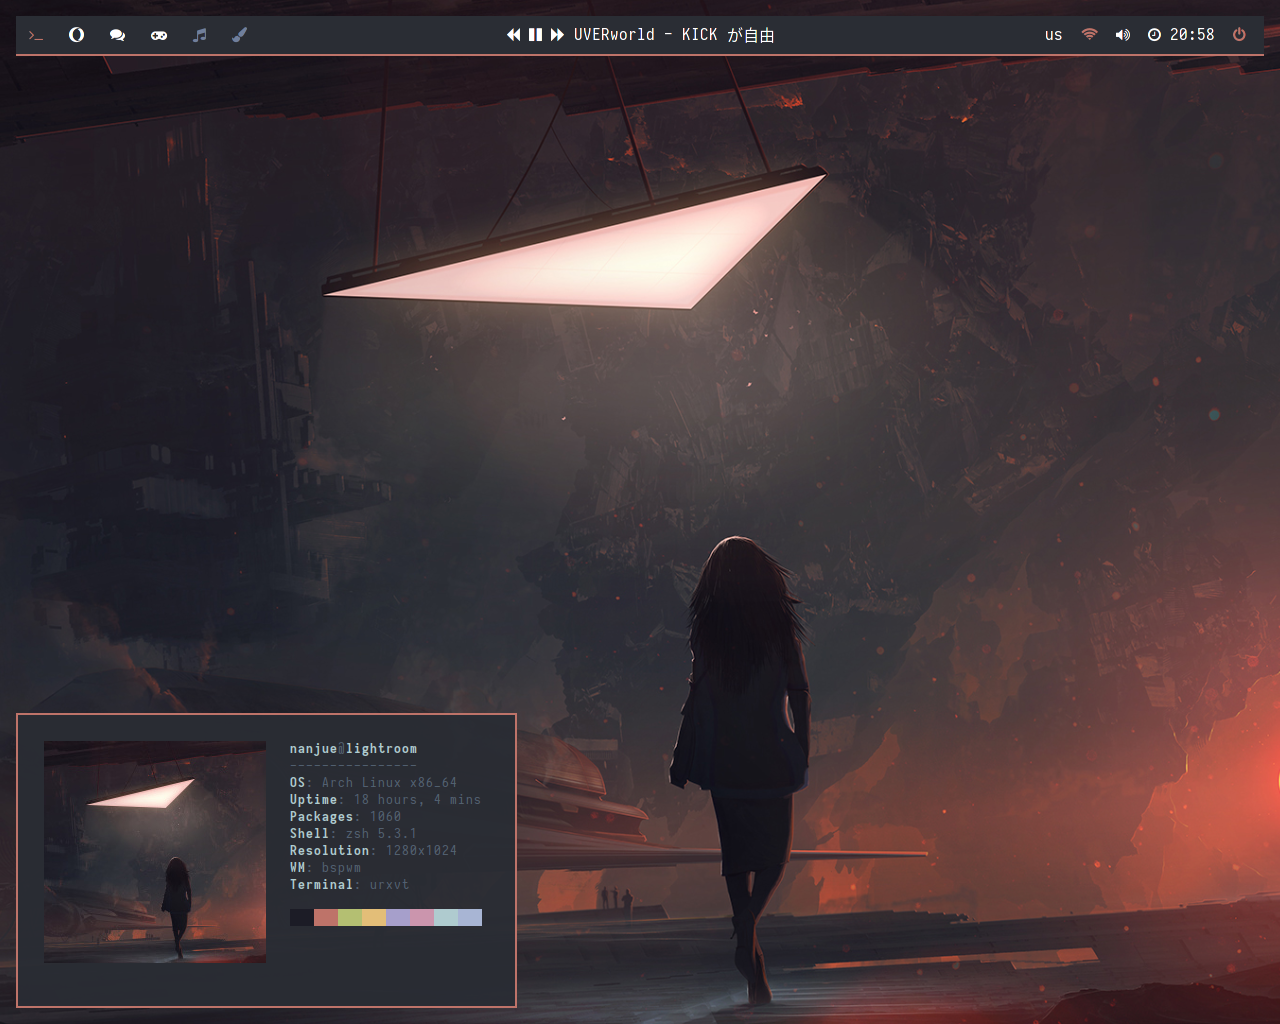 UVERworld - KICK が自由
us
20:58
nanjue@lightroom
----------------
OS: Arch Linux x86_64
Uptime: 18 hours, 4 mins
Packages: 1060
Shell: zsh 5.3.1
Resolution: 1280x1024
WM: bspwm
Terminal: urxvt